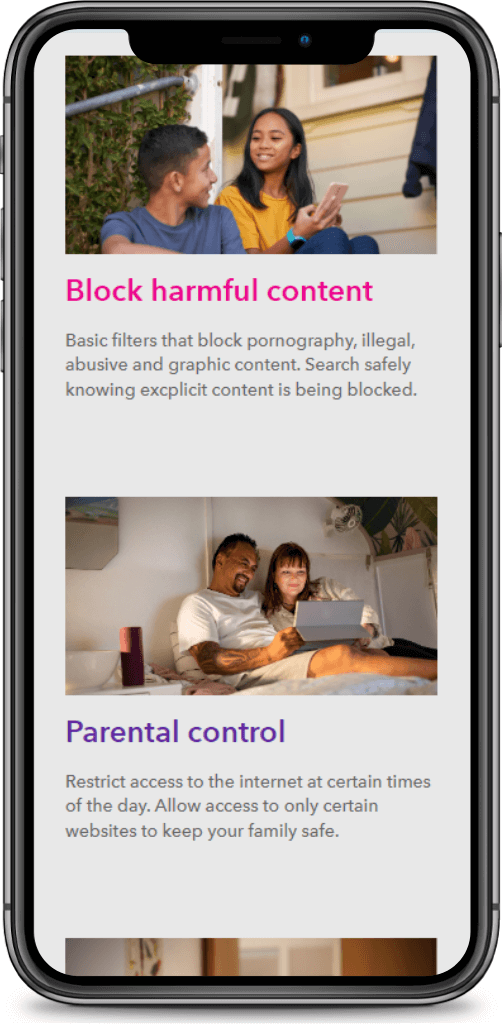 Block harmful content
Basic filters that block pornography, illegal,
abusive and graphic content. Search safely
knowing excplicit content is being blocked.
Parental control
Restrict access to the internet at certain times
of the day. Allow access to only certain
websites to keep your family safe.